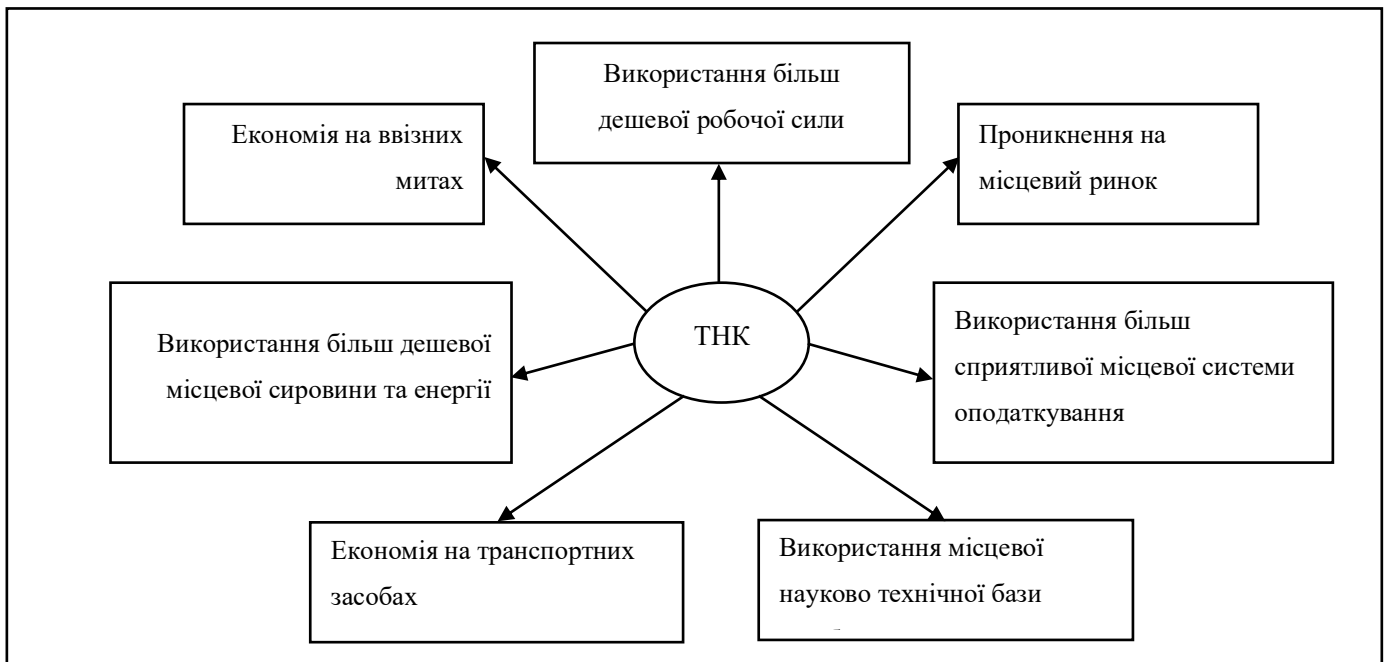 Використання більш
дешевої робочої сили
Економія на ввізних
митах
Проникнення на
місцевий ринок
ТНК
Використання більш дешевої
місцевої сировини та енергії
Використання більш
сприятливої місцевої системи
оподаткування
Економія на транспортних
засобах
Використання місцевої
науково технічної бази